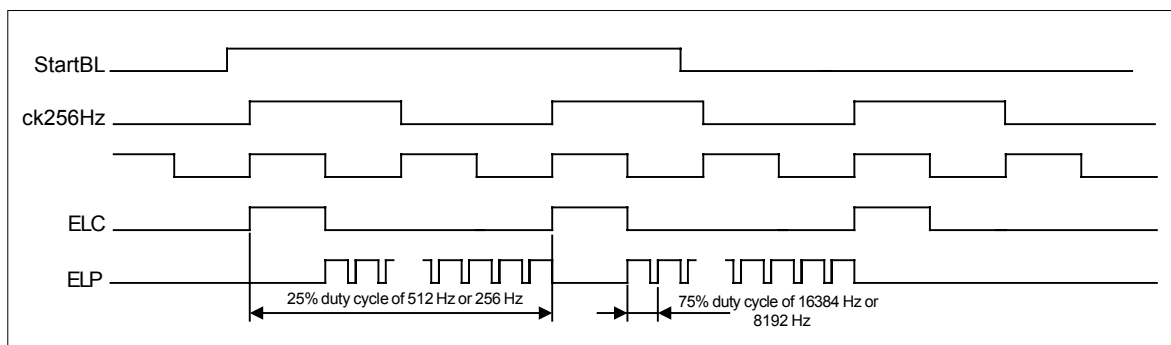 StartBL
ck256Hz
ELC
ELP
25% duty cycle of 512 Hz or 256 Hz
75% duty cycle of 16384 Hz or
8192 Hz